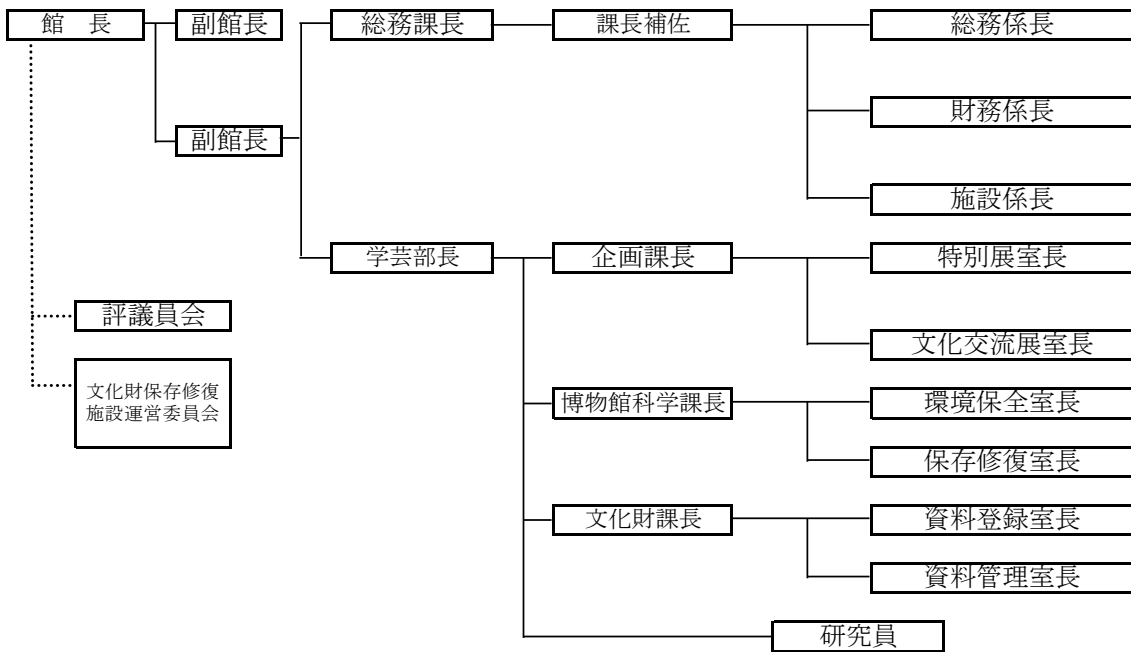 館　長
副館長
総務課長
課長補佐
総務係長
財務係長
副館長
施設係長
学芸部長
企画課長
特別展室長
評議員会
文化交流展室長
文化財保存修復
施設運営委員会
博物館科学課長
環境保全室長
保存修復室長
文化財課長
資料登録室長
資料管理室長
研究員